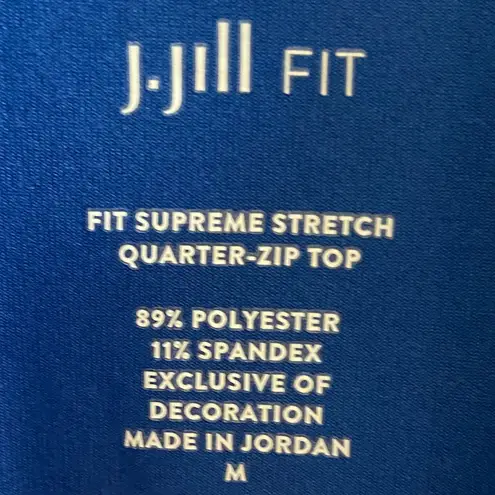 J.Jill FIT
FIT SUPREME STRETCH
QUARTER-ZIP TOP
89% POLYESTER
11% SPANDEX
EXCLUSIVE OF
DECORATION
MADE IN JORDAN
M